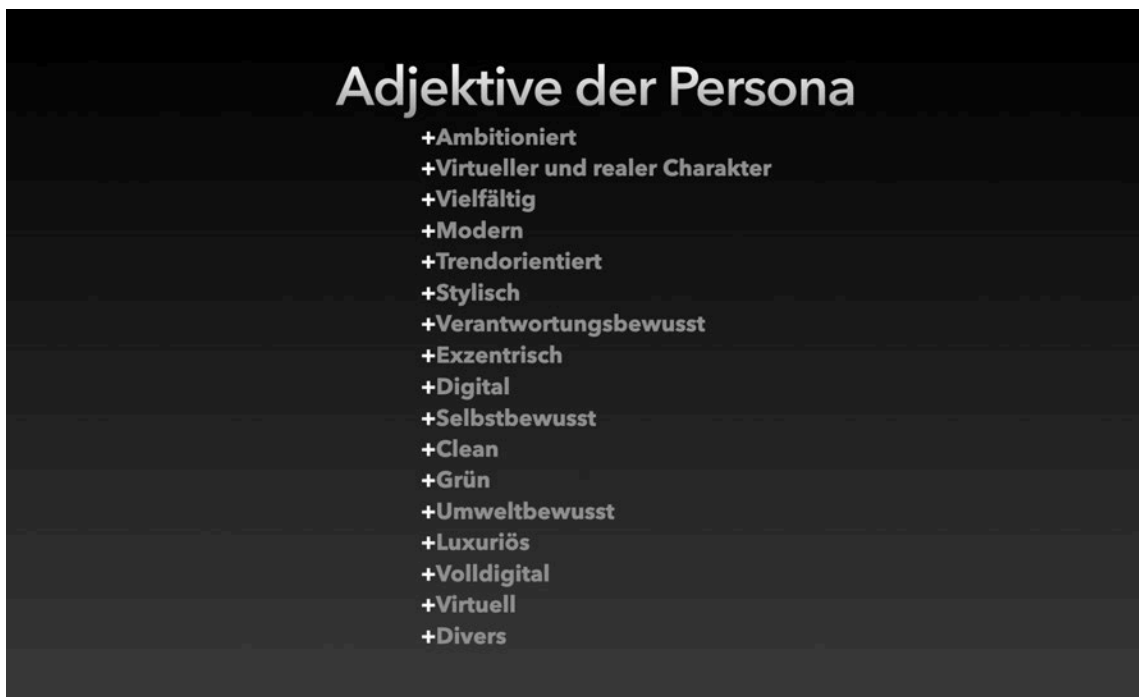 Adjektive der Persona
+Ambitioniert
+Virtueller und realer Charakter
+Vielfältig
+Modern
+Trendorientiert
+Stylisch
+Verantwortungsbewusst
+Exzentrisch
+Digital
+Selbstbewusst
+Clean
+Grün
+Umweltbewusst
+Luxuriös
+Volldigital
+Virtuell
+Divers